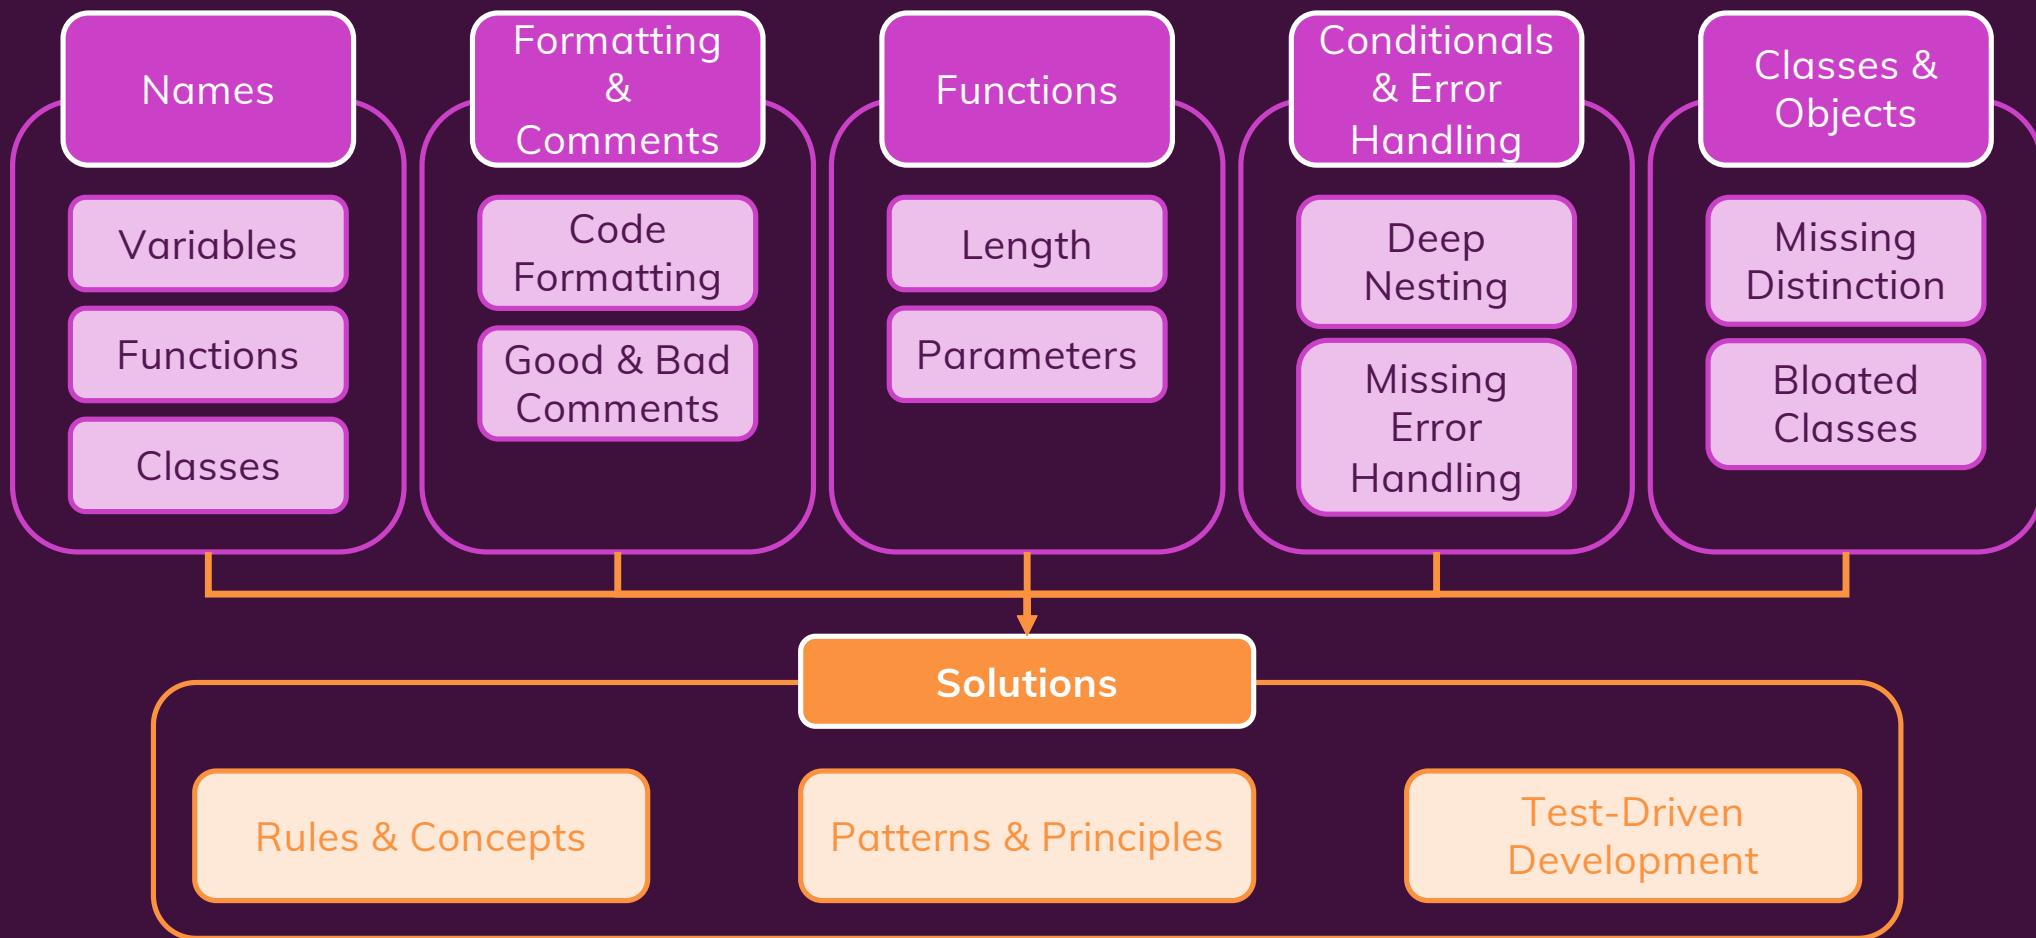 Names
Formatting
&
Comments
Functions
Conditionals
& Error
Handling
Classes &
Objects
Variables
Functions
Classes
Code
Formatting
Good & Bad
Comments
Length
Parameters
Deep
Nesting
Missing
Error
Handling
Missing
Distinction
Bloated
Classes
Solutions
Rules & Concepts
Patterns & Principles
Test-Driven
Development